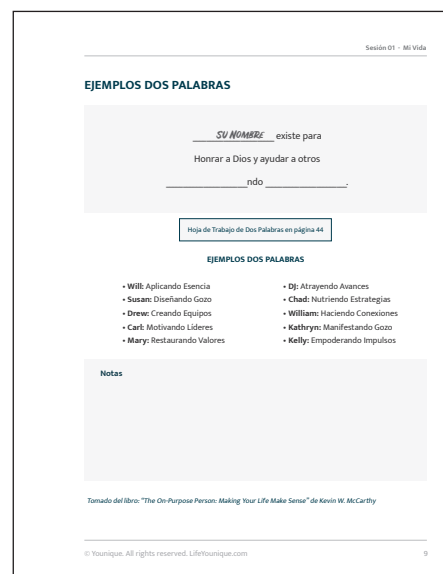 Sesión 01 - Mi Vida
EJEMPLOS DOS PALABRAS
SU NOMBRE existe para
Honrar a Dios y ayudar a otros
________________ndo ________________.
Hoja de Trabajo de Dos Palabras en página 44
EJEMPLOS DOS PALABRAS
• Will: Aplicando Esencia
• Susan: Diseñando Gozo
• Drew: Creando Equipos
• Carl: Motivando Líderes
• Mary: Restaurando Valores
• DJ: Atrayendo Avances
• Chad: Nutriendo Estrategias
• William: Haciendo Conexiones
• Kathryn: Manifestando Gozo
• Kelly: Empoderando Impulsos
Notas
Tomado del libro: “The On-Purpose Person: Making Your Life Make Sense” de Kevin W. McCarthy
© Younique. All rights reserved. LifeYounique.com
9